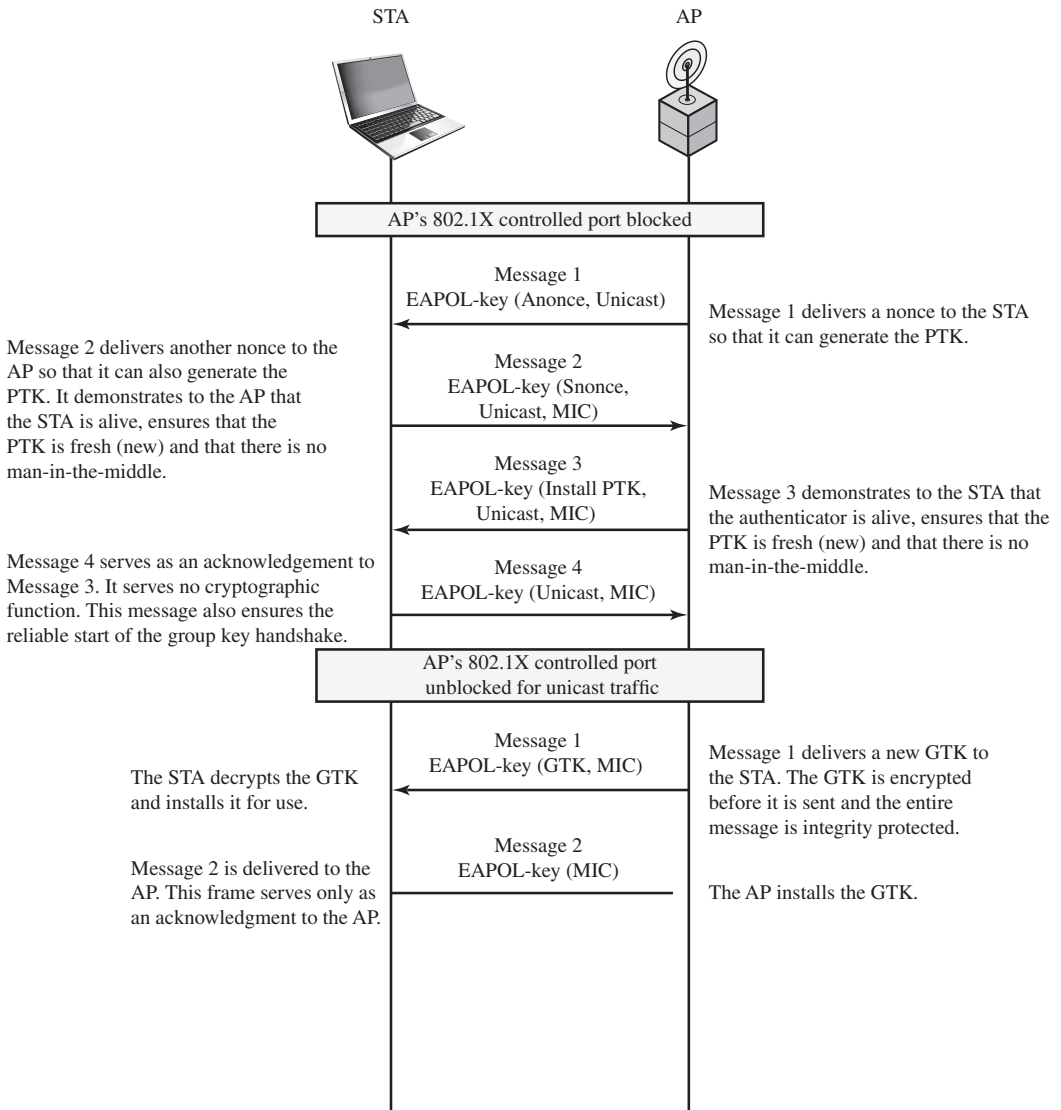 STA
AP
AP's 802.1X controlled port blocked
Message 1
EAPOL-key (Anonce, Unicast)
Message 1 delivers a nonce to the STA
so that it can generate the PTK.
Message 2 delivers another nonce to the
AP so that it can also generate the
PTK. It demonstrates to the AP that
the STA is alive, ensures that the
PTK is fresh (new) and that there is no
man-in-the-middle.
Message 2
EAPOL-key (Snonce,
Unicast, MIC)
Message 3
EAPOL-key (Install PTK,
Unicast, MIC)
Message 3 demonstrates to the STA that
the authenticator is alive, ensures that the
PTK is fresh (new) and that there is no
man-in-the-middle.
Message 4 serves as an acknowledgement to
Message 3. It serves no cryptographic
function. This message also ensures the
reliable start of the group key handshake.
Message 4
EAPOL-key (Unicast, MIC)
AP's 802.1X controlled port
unblocked for unicast traffic
Message 1
EAPOL-key (GTK, MIC)
Message 1 delivers a new GTK to
the STA. The GTK is encrypted
before it is sent and the entire
message is integrity protected.
The STA decrypts the GTK
and installs it for use.
Message 2
EAPOL-key (MIC)
Message 2 is delivered to the
AP. This frame serves only as
an acknowledgment to the AP.
The AP installs the GTK.